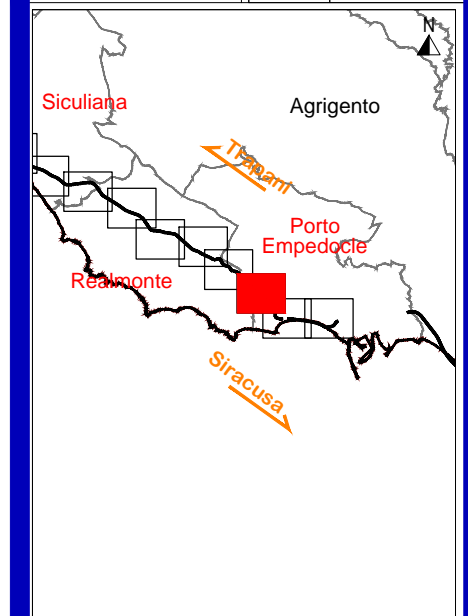 N
Siculiana
Agrigento
Trapani
Porto
Empedocle
Realmonte
Siracusa